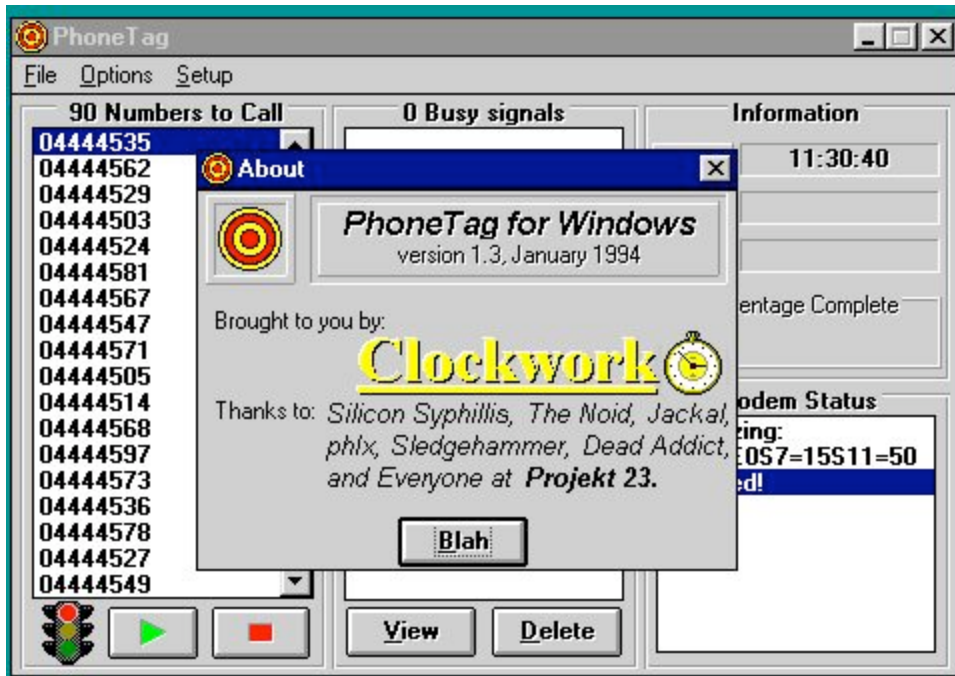 PhoneTag
File Options Setup
90 Numbers to Call
04444535
04444562
04444529
04444503
04444524
04444581
04444567
04444547
04444571
04444505
04444514
04444568
04444597
04444573
04444536
04444578
04444527
04444549
0 Busy signals
View Delete
Information
11:30:40
entage Complete
odem Status
zing:
E0S7=15S11=50
ed!
About
PhoneTag for Windows
version 1.3, January 1994
Brought to you by:
Clockwork
Thanks to: Silicon Syphillis, The Noid, Jackal,
phlx, Sledgehammer, Dead Addict,
and Everyone at Projekt 23.
Blah